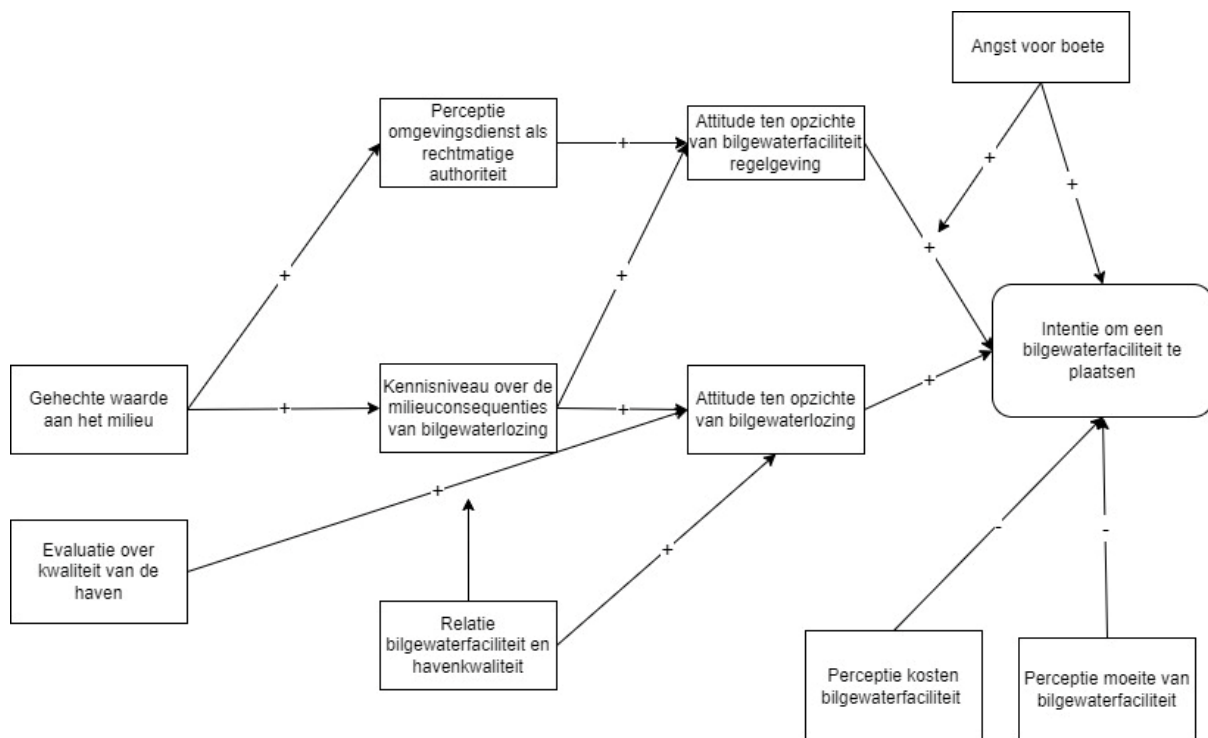 Angst voor boete
Perceptie
omgevingsdienst als
rechtmatige
authoriteit
+
Attitude ten opzichte
van bilgewaterfaciliteit
regelgeving
+
+
+
+
+
Intentie om een
bilgewaterfaciliteit te
plaatsen
Gehechte waarde
aan het milieu
+
Kennisniveau over de
milieuconsequenties
van bilgewaterlozing
+
Attitude ten opzichte
van bilgewaterlozing
+
+
Evaluatie over
kwaliteit van de
haven
+
-
-
Relatie
bilgewaterfaciliteit en
havenkwaliteit
Perceptie kosten
bilgewaterfaciliteit
Perceptie moeite van
bilgewaterfaciliteit